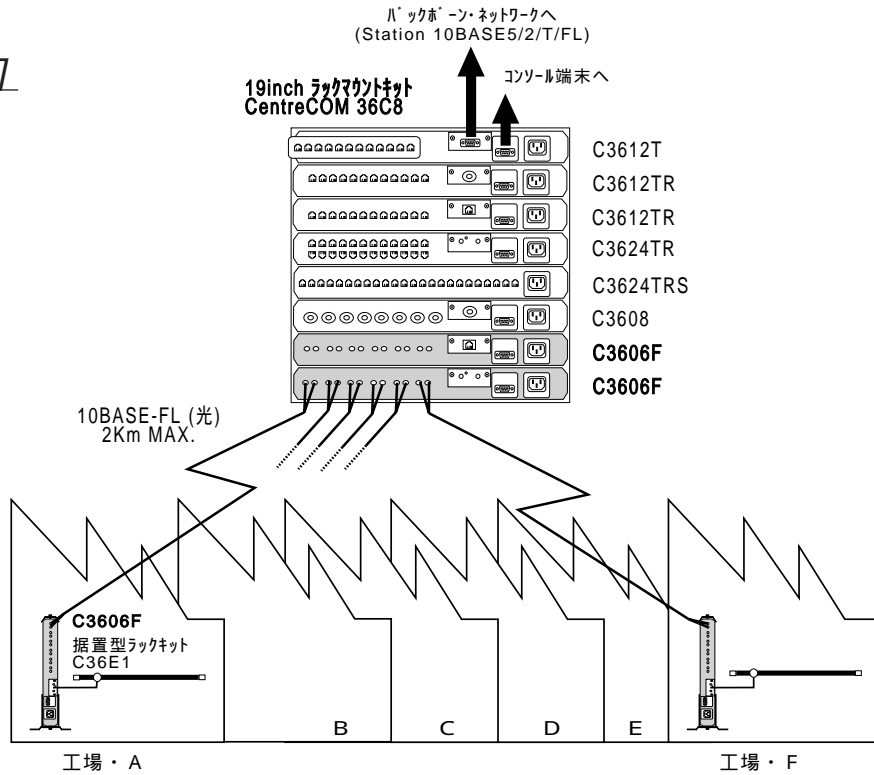 ﾊﾞｯｸﾎﾞｰﾝ・ﾈｯﾄﾜｰｸへ
(Station 10BASE5/2/T/FL)
ｺﾝｿｰﾙ端末へ
19inch ﾗｯｸﾏｳﾝﾄｷｯﾄ
CentreCOM 36C8
C3612T
C3612TR
C3612TR
C3624TR
C3624TRS
C3608
C3606F
C3606F
10BASE-FL (光)
2Km MAX.
C3606F
据置型ﾗｯｸｷｯﾄ
C36E1
B
C
D
E
工場・A
工場・F